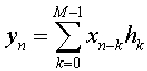 y_n = \sum_{k=0}^{M-1} x_{n-k} h_k